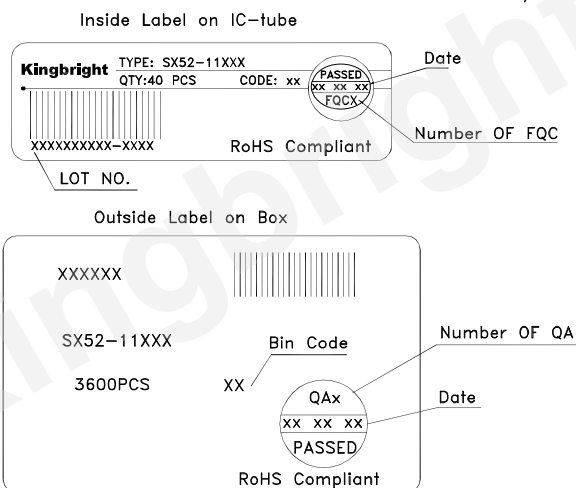 Inside Label on IC-tube
Kingbright
TYPE: SX52-11XXX
QTY:40 PCS CODE: xx
PASSED
xx xx xx
FQCX
Date
Number OF FQC
XXXXXXXXXX-XXXX
RoHS Compliant
LOT NO.
Outside Label on Box
XXXXXX
SX52-11XXX
Bin Code
Number OF QA
3600PCS XX
QAx
Date
XX XX XX
PASSED
RoHS Compliant